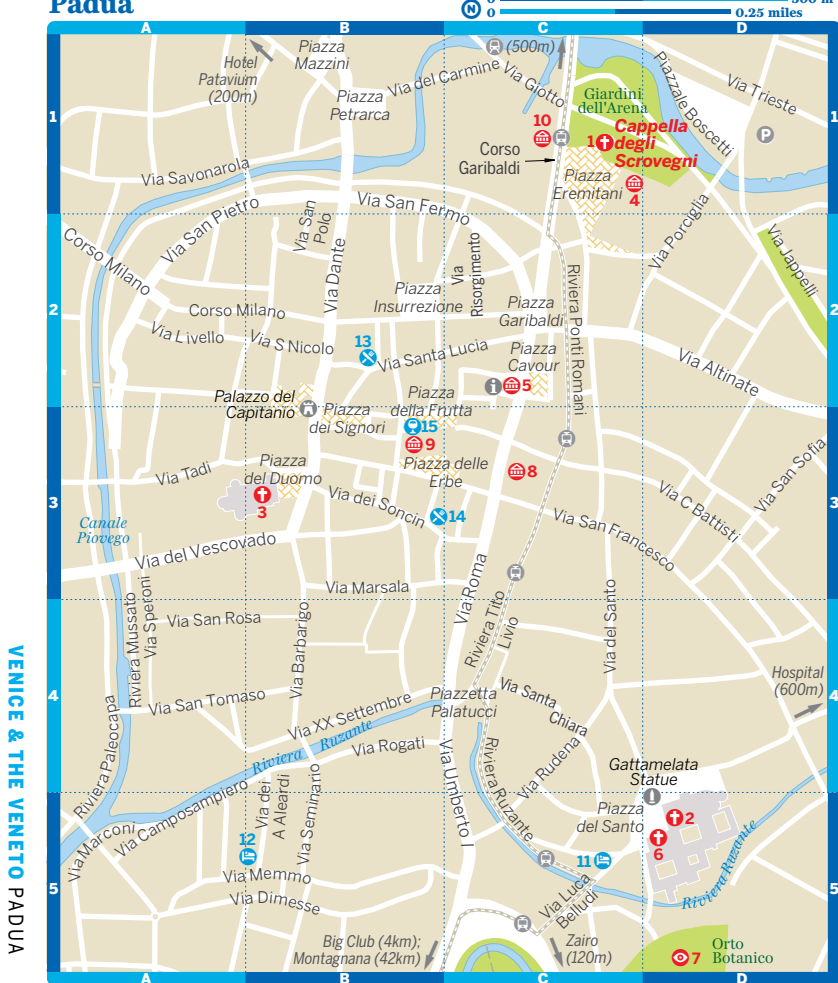 Padua
0 500 m
N 0 0.25 miles
A B C D
1 1
Hotel
Patavium
(200m)
Piazza
Mazzini
(500m)
Via del Carmine
Via Giotto
Piazza
Petrarca
Giardini
dell'Arena
Piazzale Boscetti
Via Trieste
P
10
Corso
Garibaldi
1 Cappella
degli
Scrovegni
Piazza
Eremitani
4
Via Savonarola
Via San Pietro
Via San
Polo
Via San Fermo
Via Porciglia
Via Jappelli
Corso Milano
Via Dante
Via
Risorgimento
2 2
Corso Milano
Piazza
Insurrezione
Piazza
Garibaldi
Riviera Ponti Romani
Via Livello
Via S Nicolo
13
Via Santa Lucia
Piazza
Cavour
Via Altinate
i 5
Palazzo del
Capitanio
Piazza
dei Signori
Piazza
della Frutta
15
9
Piazza delle
Erbe
8
Via San Sofia
Via Tadi
Piazza
del Duomo
3
3 3
Via dei Soncin
14
Via C Battisti
Canale
Piovego
Via San Francesco
Via del Vescovado
Via Marsala
Via Roma
Riviera Mussato
Via Speroni
Via San Rosa
Via Barbarigo
Riviera Tito
Livio
Via del Santo
Hospital
(600m)
4 4
Via San Tomaso
Via XX Settembre
Piazzetta
Palatucci
Via Santa
Chiara
Riviera Paleocapa
Riviera Ruzante
Via Rogati
Via Umberto I
Riviera Ruzante
Via Rudena
Gattamelata
Statue
Via Marconi
Via Camposampiero
Via dei
A Aleardi
Via Seminano
Piazza
del Santo
2
6
12
11
Riviera Ruzante
5 5
Via Memmo
Via Dimesse
Via Luca
Belludi
Big Club (4km);
Montagnana (42km)
Zairo
(120m)
7 Orto
Botanico
A B C D
VENICE & THE VENETO PADUA